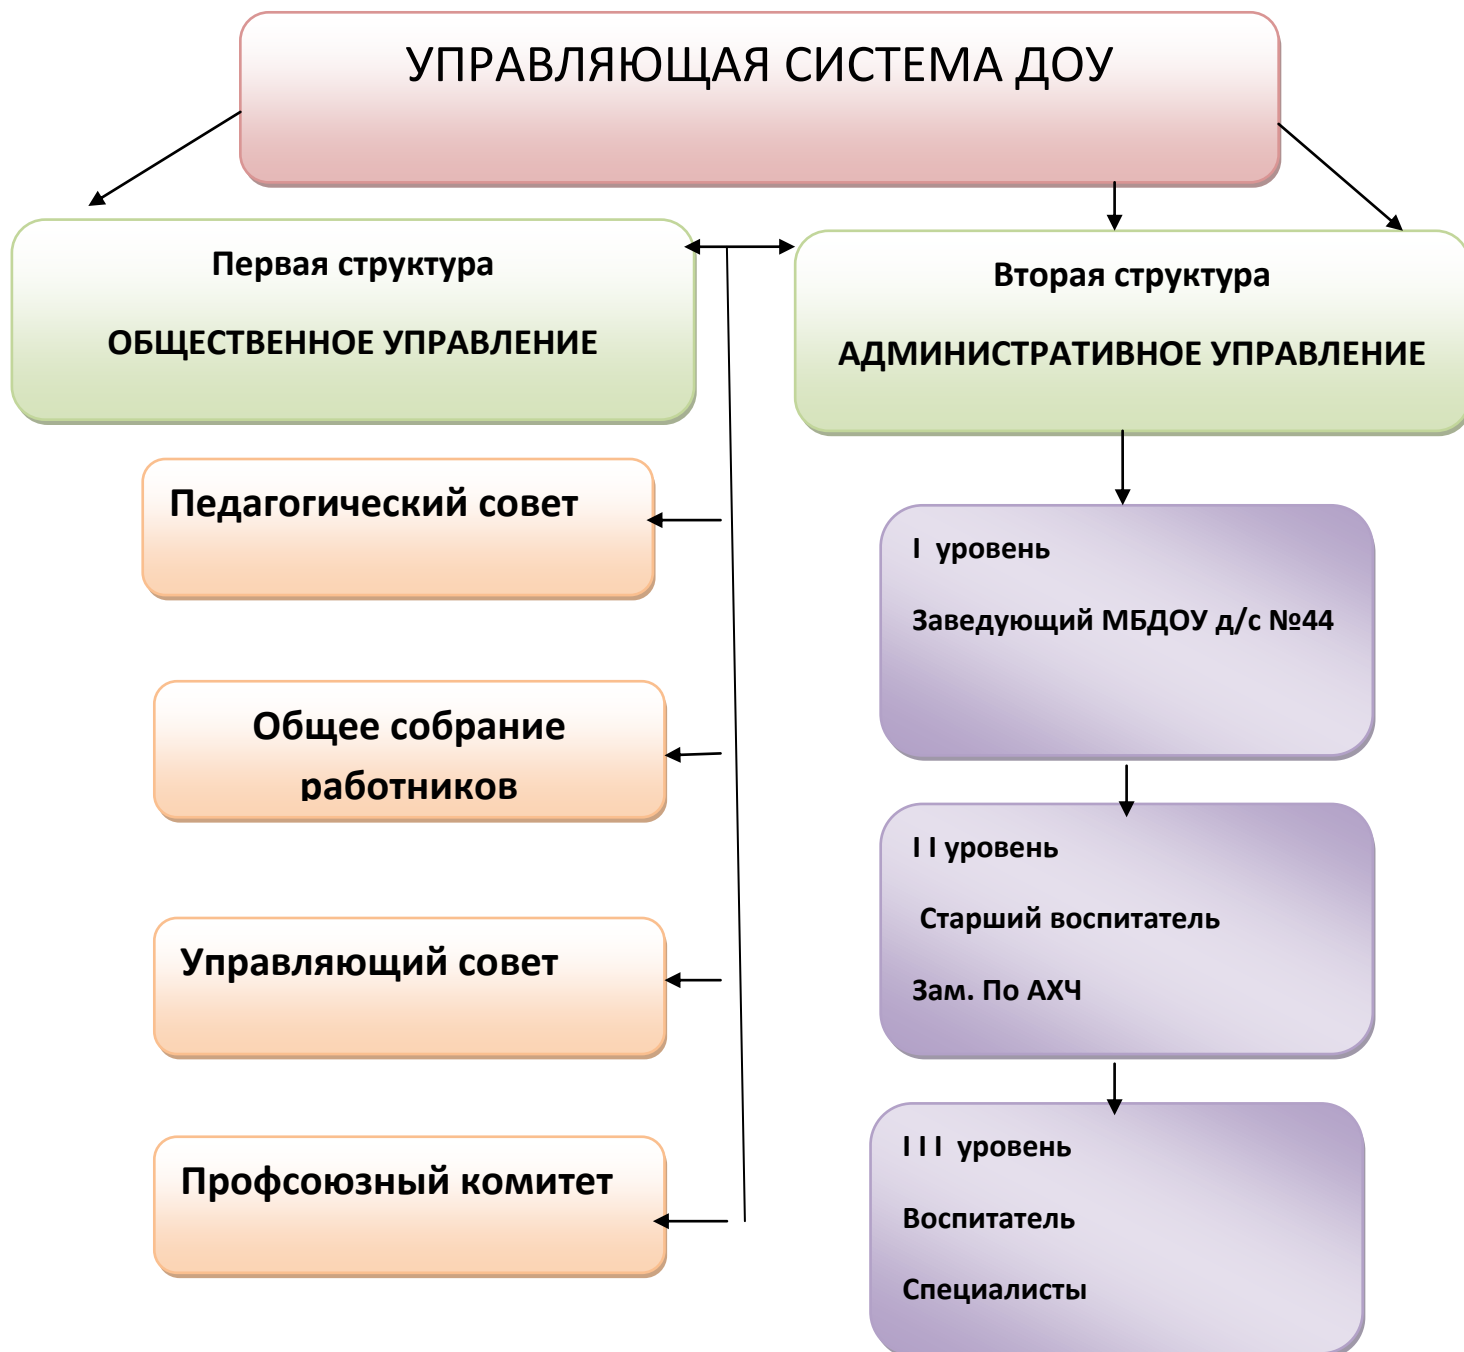 УПРАВЛЯЮЩАЯ СИСТЕМА ДОУ
Первая структура
ОБЩЕСТВЕННОЕ УПРАВЛЕНИЕ
Вторая структура
АДМИНИСТРАТИВНОЕ УПРАВЛЕНИЕ
Педагогический совет
Общее собрание
работников
Управляющий совет
Профсоюзный комитет
I уровень
Заведующий МБДОУ д/с №44
I I уровень
Старший воспитатель
Зам. По АХЧ
I I I уровень
Воспитатель
Специалисты